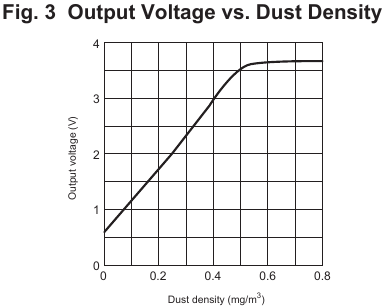 Fig. 3 Output Voltage vs. Dust Density
4
3
2
1
0
Output voltage (V)
0 0.2 0.4 0.6 0.8
Dust density (mg/m³)